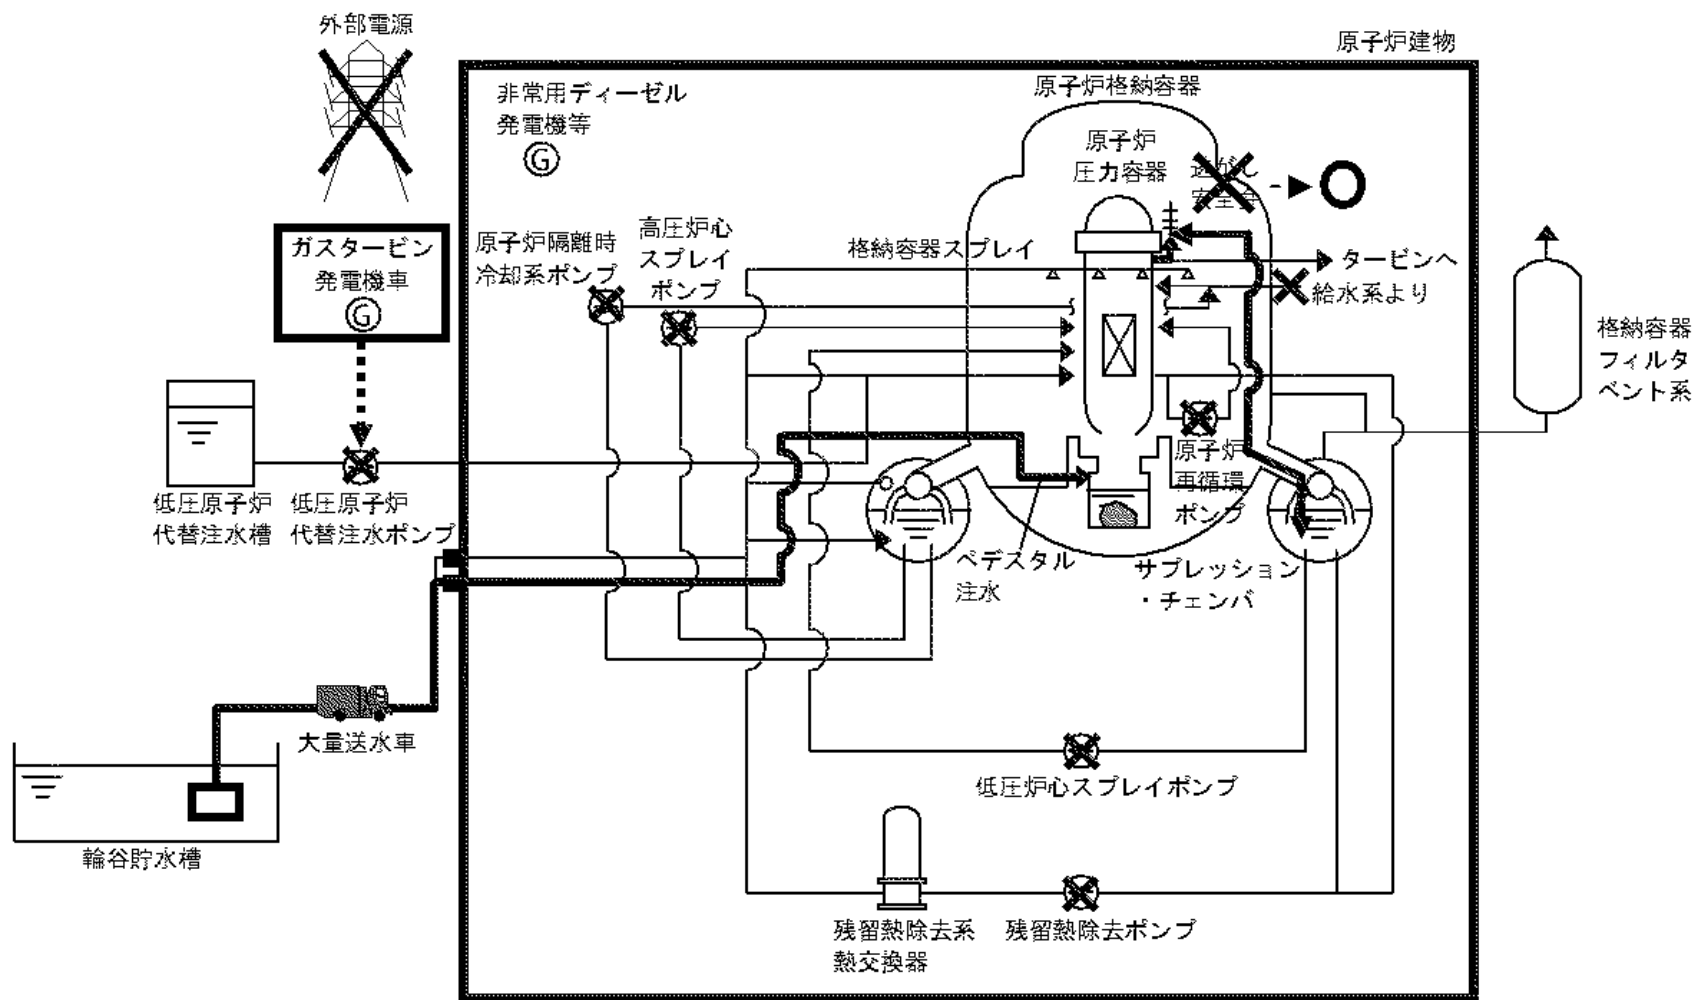 外部電源
原子炉建物
非常用ディーゼル
発電機等
G
原子炉格納容器
原子炉
圧力容器
逃がし
安全弁
ガスタービン
発電機車
G
原子炉隔離時
冷却系ポンプ
高圧炉心
スプレイ
ポンプ
格納容器スプレイ
タービンへ
給水系より
格納容器
フィルタ
ベント系
低圧原子炉
代替注水槽
低圧原子炉
代替注水ポンプ
原子炉
再循環
ポンプ
ペデスタル
注水
サプレッション
・チェンバ
大量送水車
輪谷貯水槽
低圧炉心スプレイポンプ
残留熱除去系
熱交換器
残留熱除去ポンプ